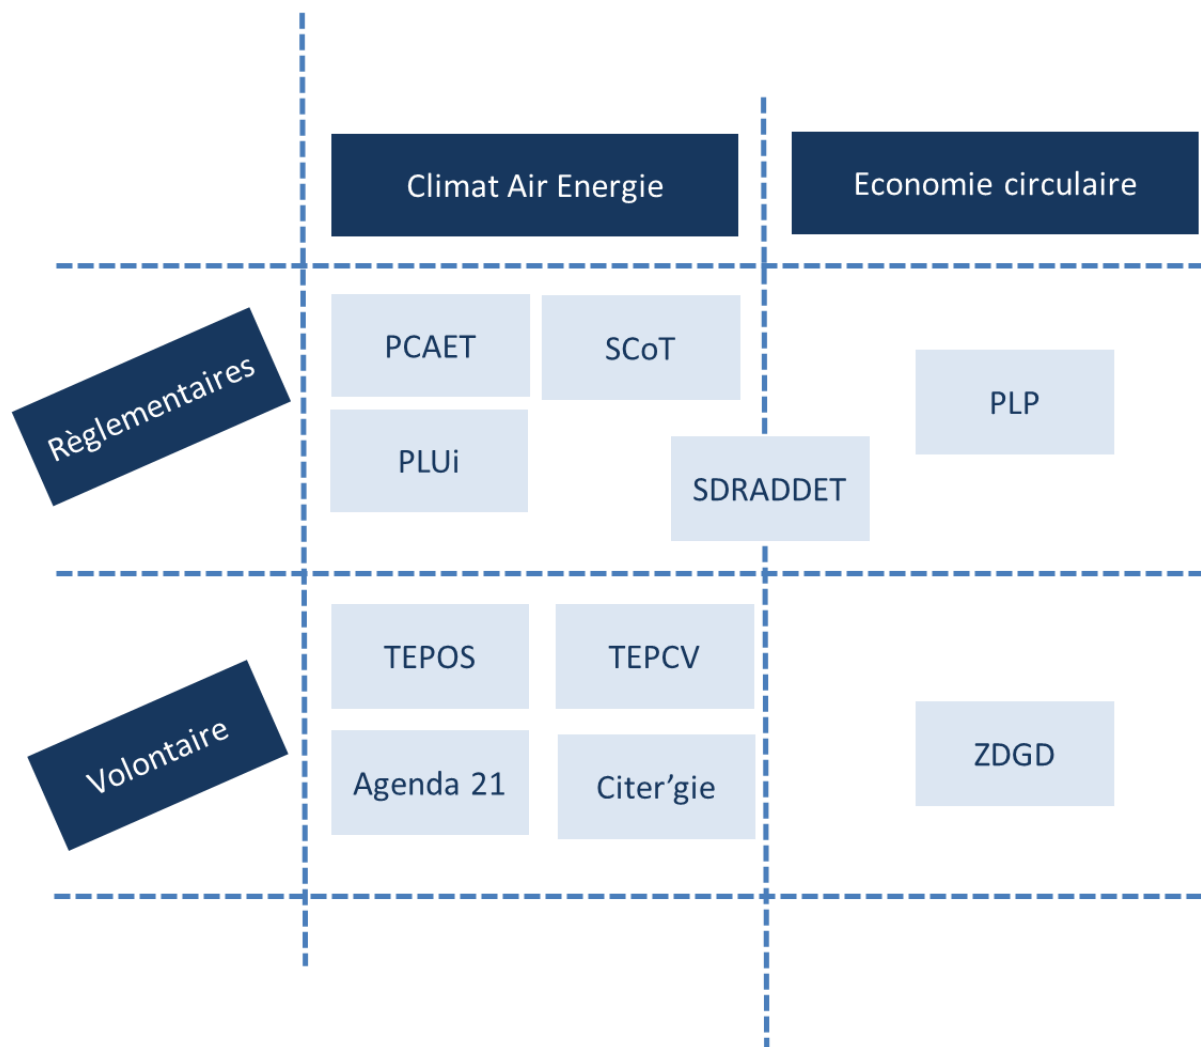 Climat Air Energie
Economie circulaire
Règlementaires
PCAET
SCoT
PLP
PLUi
SDRADDET
Volontaire
TEPOS
TEPCV
ZDGD
Agenda 21
Citer’gie